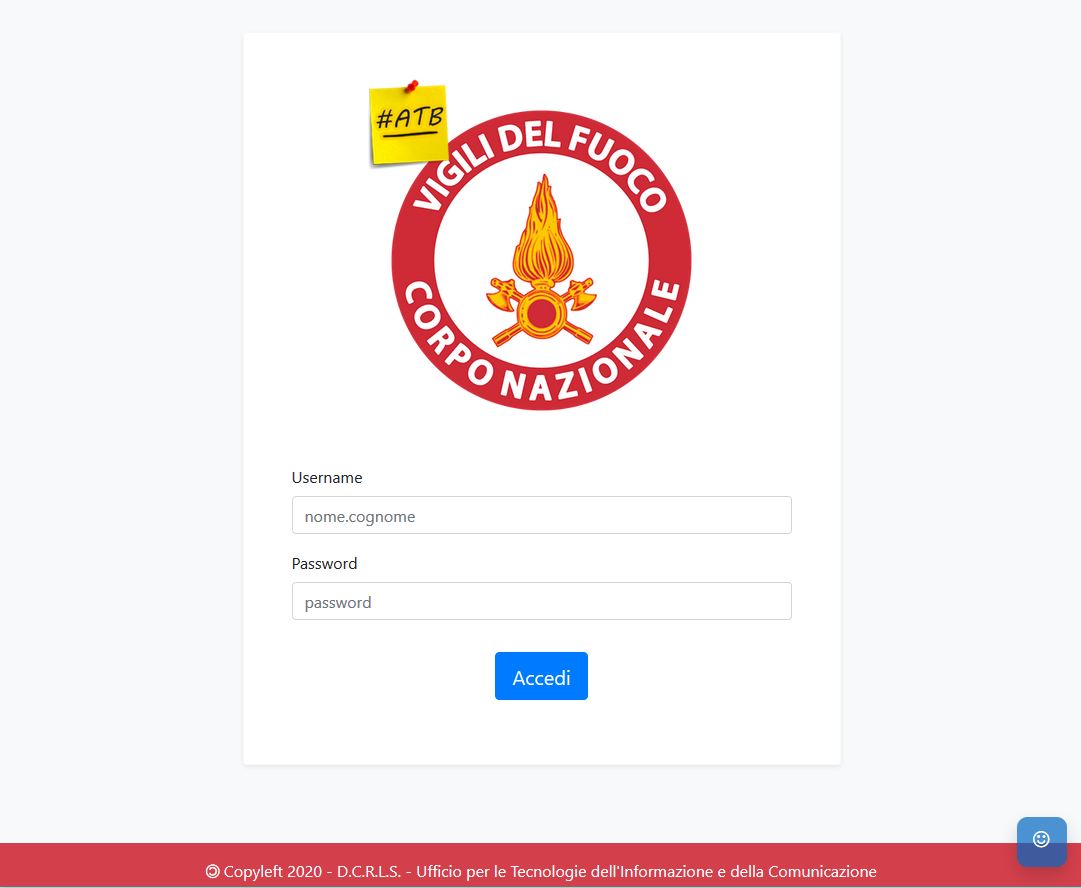 #ATB
VIGILI DEL FUOCO
CORPO NAZIONALE
Username
nome.cognome
Password
password
Accedi
🄯 Copyleft 2020 - D.C.R.L.S. - Ufficio per le Tecnologie dell'Informazione e della Comunicazione